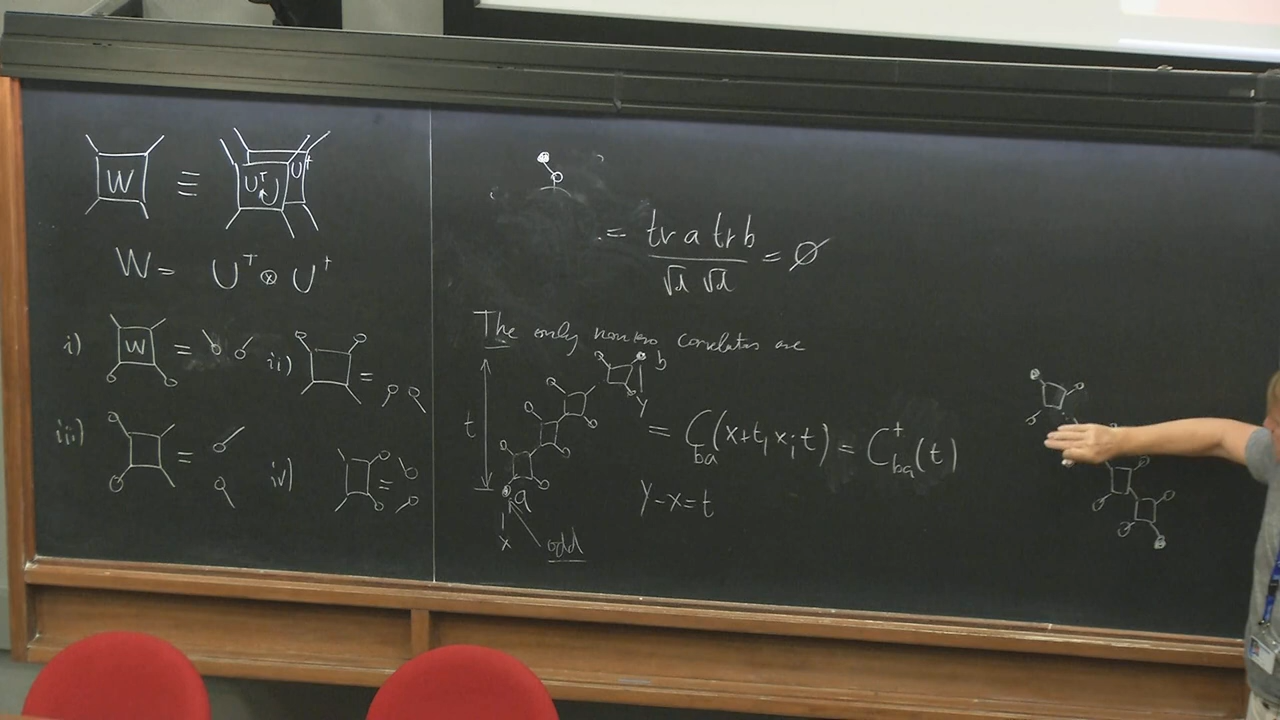 W ≡ U^T U U†
W = U^T ⊗ U†
i) W =
ii) =
iii) =
iv) =
= tr a tr b / √d √d = ∅
The only nonzero correlators are
b
y
t
= C_ba(x+t, x; t) = C⁺_ba(t)
a
y-x=t
x
odd